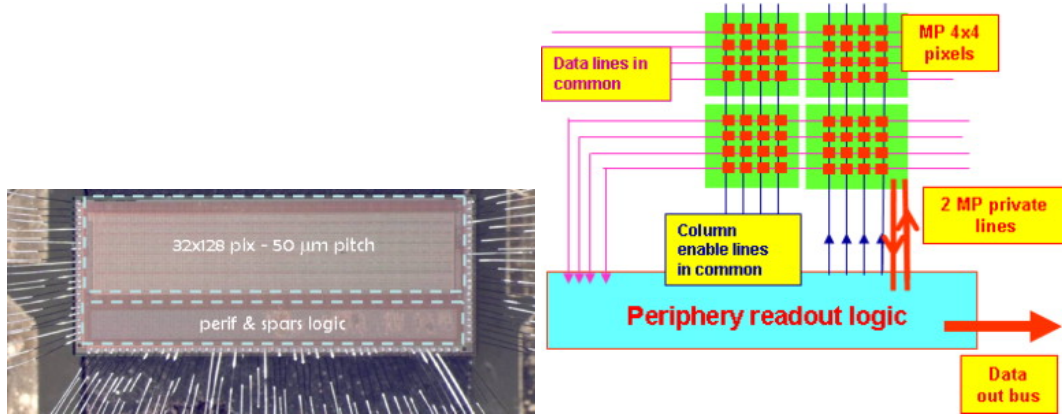 32x128 pix - 50 μm pitch
perif & spars logic
MP 4x4
pixels
Data lines in
common
2 MP private
lines
Column
enable lines
in common
Periphery readout logic
Data
out bus